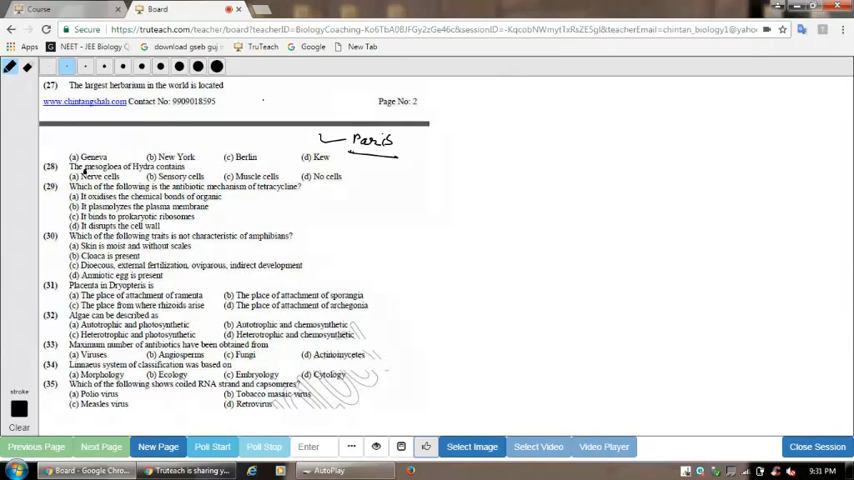 Course
Board
https://truteach.com/teacher/board?teacherID=BiologyCoaching-Ko6TbA08JFGy2zGe46c&sessionID=-KqcobNWoaIrtaRsZESgl&teacherEmail=chintan_biology1@yahoo.
Apps NEET - JEE Biology Q download gseb guj TruTeach Google New Tab
(27) The largest herbarium in the world is located
www.chintangshah.com Contact No: 9909018595 Page No: 2
Paris
(a) Geneva (b) New York (c) Berlin (d) Kew
(28) The mesogloea of Hydra contains
(a) Nerve cells (b) Sensory cells (c) Muscle cells (d) No cells
(29) Which of the following is the antibiotic mechanism of tetracycline?
(a) It oxidises the chemical bonds of organic
(b) It plasmolyzes the plasma membrane
(c) It binds to prokaryotic ribosomes
(d) It disrupts the cell wall
(30) Which of the following traits is not characteristic of amphibians?
(a) Skin is moist and without scales
(b) Cloaca is present
(c) Dioecous, external fertilization, oviparous, indirect development
(d) Amniotic egg is present
(31) Placenta in Dryopteris is
(a) The place of attachment of ramenta (b) The place of attachment of sporangia
(c) The place from where rhizoids arise (d) The place of attachment of archegonia
(32) Algae can be described as
(a) Autotrophic and photosynthetic (b) Autotrophic and chemosynthetic
(c) Heterotrophic and photosynthetic (d) Heterotrophic and chemosynthetic
(33) Maximum number of antibiotics have been obtained from
(a) Viruses (b) Angiosperms (c) Fungi (d) Actinomycetes
(34) Linnaeus system of classification was based on
(a) Morphology (b) Ecology (c) Embryology (d) Cytology
(35) Which of the following shows coiled RNA strand and capsomeres?
(a) Polio virus (b) Tobacco masaic virus
(c) Measles virus (d) Retrovirus
stroke
Clear
Previous Page Next Page New Page Poll Start Poll Stop Enter Select Image Select Video Video Player Close Session
Board - Google Chro... Truteach is sharing y... AutoPlay 9:31 PM